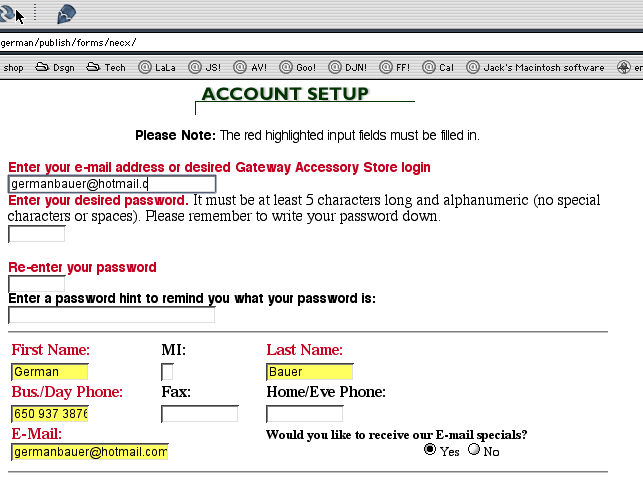 german/publish/forms/necx/
shop Dsgn Tech LaLa JS! AV! Goo! DJN! FF! Cal Jack's Macintosh software
ACCOUNT SETUP
Please Note: The red highlighted input fields must be filled in.
Enter your e-mail address or desired Gateway Accessory Store login
germanbauer@hotmail.c
Enter your desired password. It must be at least 5 characters long and alphanumeric (no special
characters or spaces). Please remember to write your password down.
Re-enter your password
Enter a password hint to remind you what your password is:
First Name: MI: Last Name:
German Bauer
Bus./Day Phone: Fax: Home/Eve Phone:
650 937 3876
E-Mail: Would you like to receive our E-mail specials?
germanbauer@hotmail.com Yes No